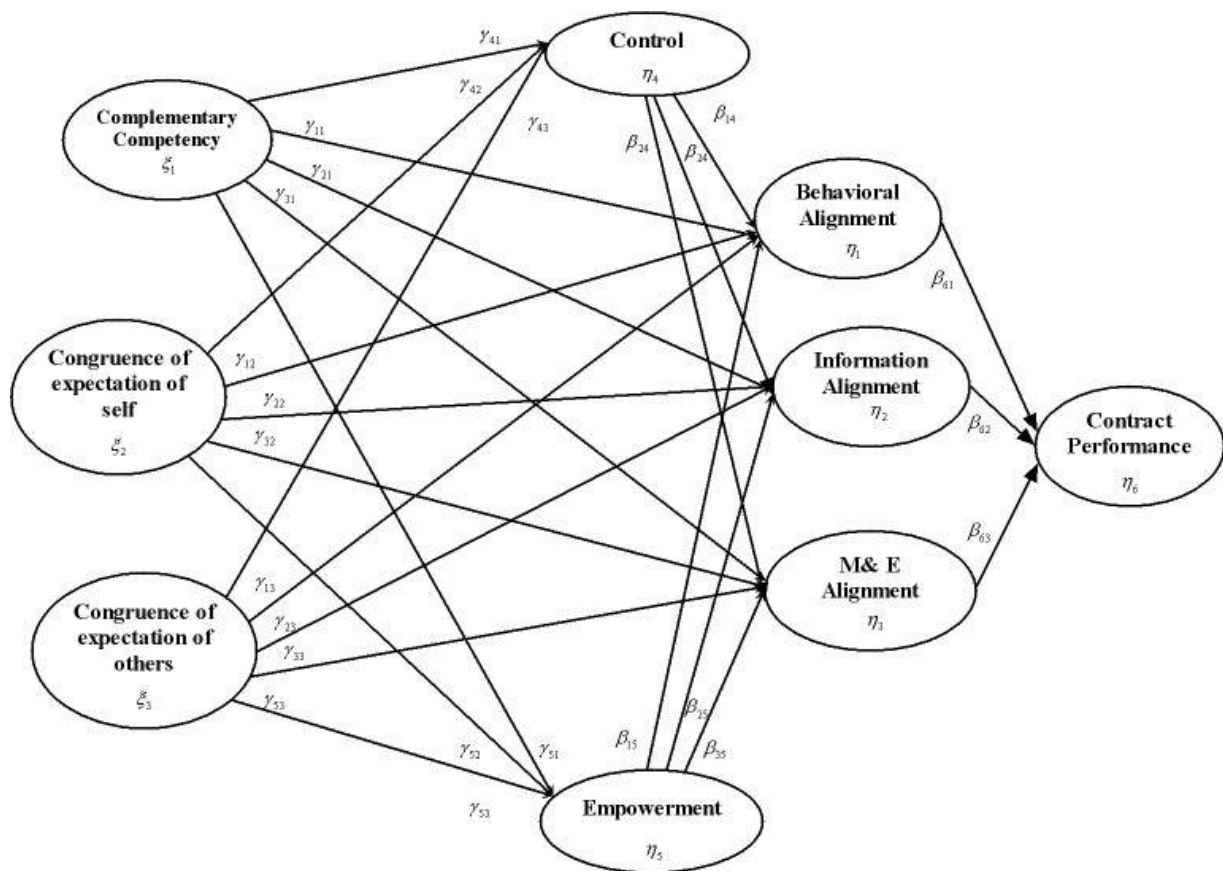 Control
η₄
γ₄₁
γ₄₂
γ₄₃
Complementary
Competency
ξ₁
γ₁₁
γ₂₁
γ₃₁
β₁₄
β₂₄
β₂₄
Behavioral
Alignment
η₁
β₆₁
Congruence of
expectation of
self
ξ₂
γ₁₂
γ₂₂
γ₃₂
Information
Alignment
η₂
β₆₂
Contract
Performance
η₆
M& E
Alignment
η₃
β₆₃
Congruence of
expectation of
others
ξ₃
γ₁₃
γ₂₃
γ₃₃
γ₅₃
γ₅₂
γ₅₁
γ₅₃
β₁₅
β₂₅
β₃₅
Empowerment
η₅